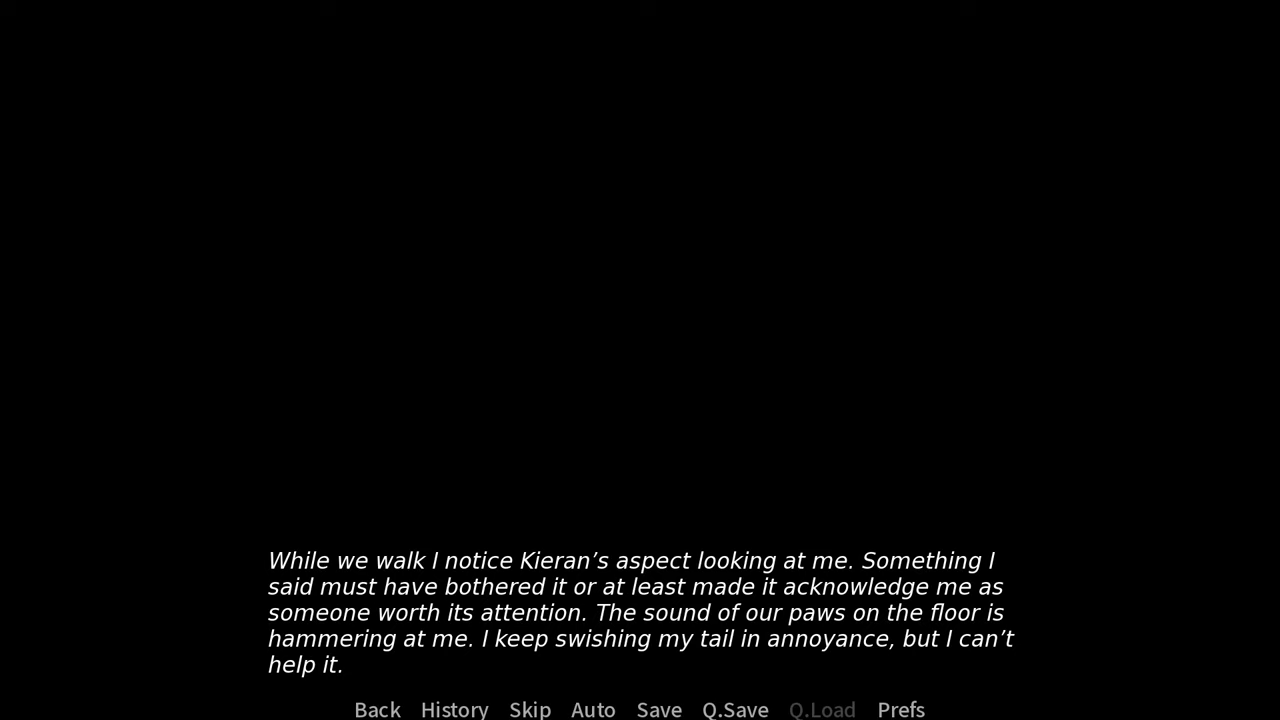 While we walk I notice Kieran’s aspect looking at me. Something I
said must have bothered it or at least made it acknowledge me as
someone worth its attention. The sound of our paws on the floor is
hammering at me. I keep swishing my tail in annoyance, but I can’t
help it.
Back History Skip Auto Save Q.Save Q.Load Prefs